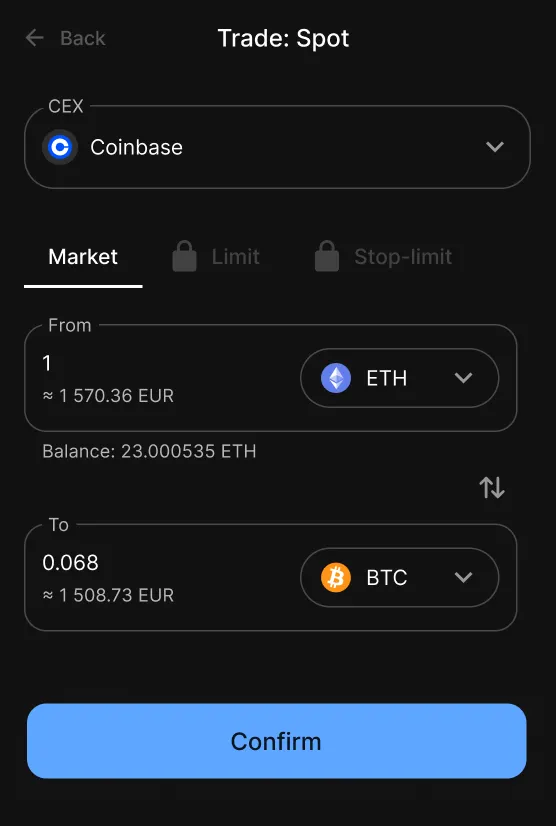 Back
Trade: Spot
CEX
Coinbase
Market
Limit
Stop-limit
From
1
≈ 1 570.36 EUR
ETH
Balance: 23.000535 ETH
To
0.068
≈ 1 508.73 EUR
BTC
Confirm